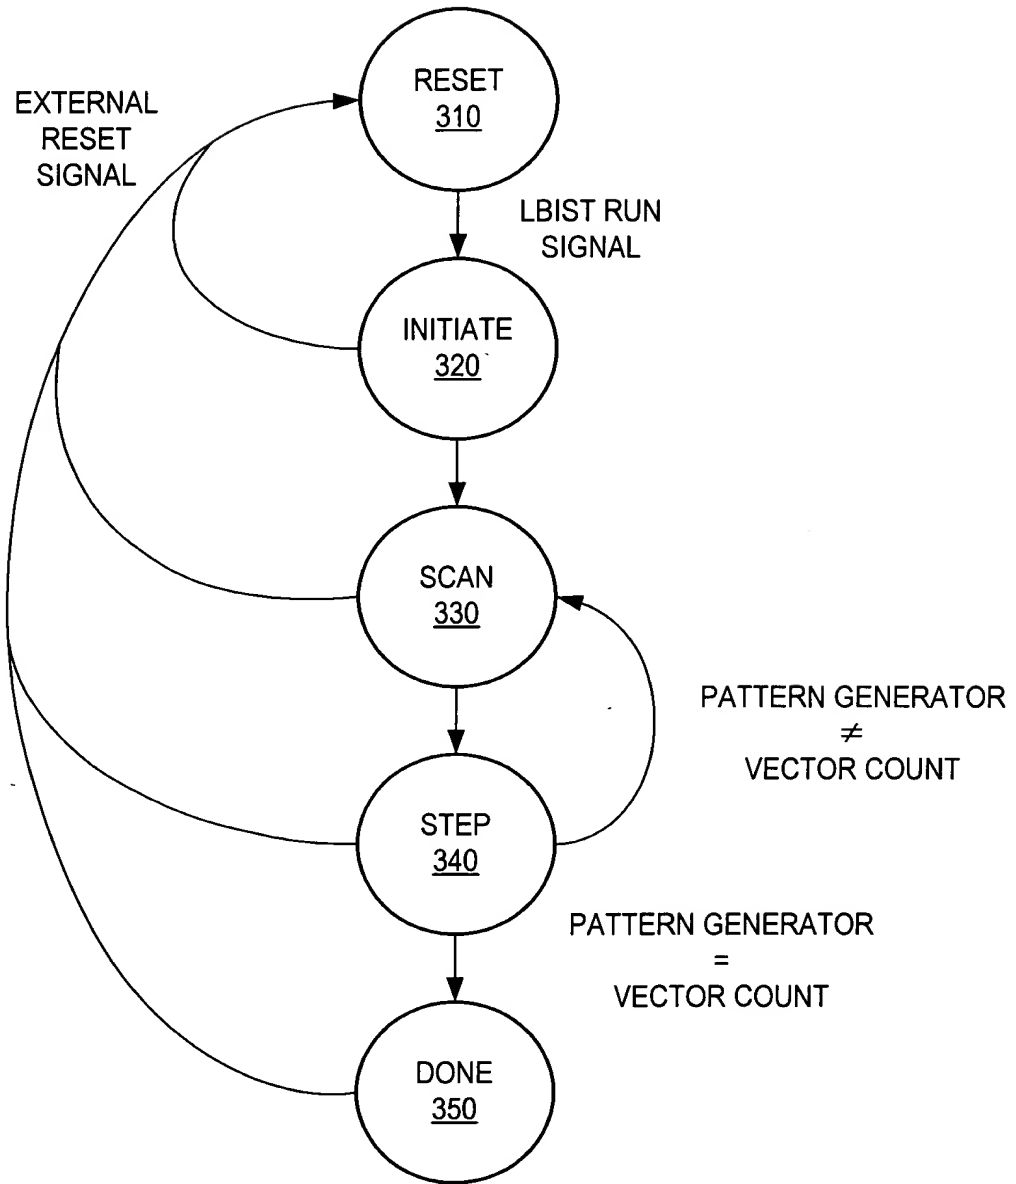 RESET
310
EXTERNAL
RESET
SIGNAL
LBIST RUN
SIGNAL
INITIATE
320
SCAN
330
PATTERN GENERATOR
≠
VECTOR COUNT
STEP
340
PATTERN GENERATOR
=
VECTOR COUNT
DONE
350